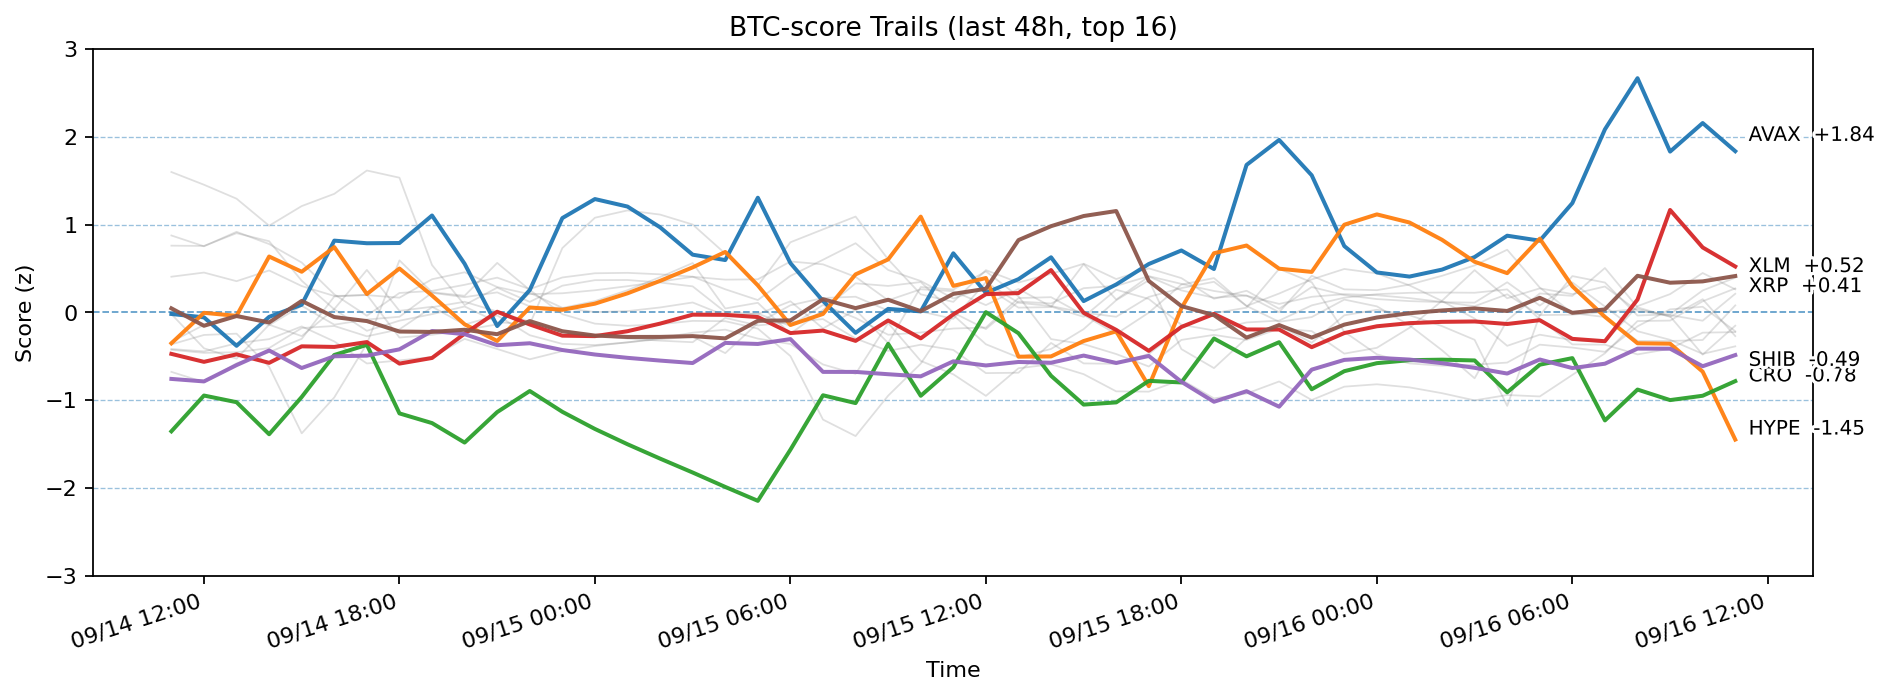 BTC-score Trails (last 48h, top 16)
Score (z)
3
2
1
0
−1
−2
−3
AVAX +1.84
XLM +0.52
XRP +0.41
SHIB -0.49
CRO -0.78
HYPE -1.45
09/14 12:00
09/14 18:00
09/15 00:00
09/15 06:00
09/15 12:00
09/15 18:00
09/16 00:00
09/16 06:00
09/16 12:00
Time